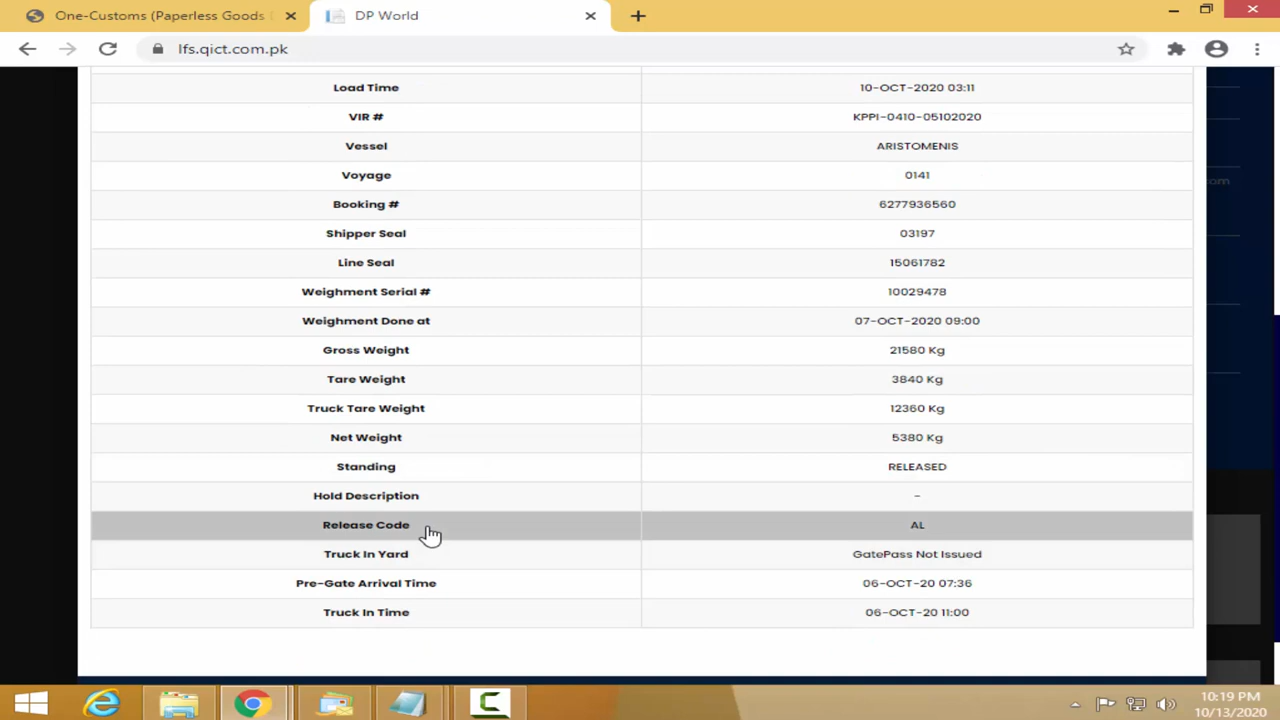 One-Customs (Paperless Goods
DP World
lfs.qict.com.pk
Load Time 10-OCT-2020 03:11
VIR # KPPI-0410-05102020
Vessel ARISTOMENIS
Voyage 0141
Booking # 6277936560
Shipper Seal 03197
Line Seal 15061782
Weighment Serial # 10029478
Weighment Done at 07-OCT-2020 09:00
Gross Weight 21580 Kg
Tare Weight 3840 Kg
Truck Tare Weight 12360 Kg
Net Weight 5380 Kg
Standing RELEASED
Hold Description -
Release Code AL
Truck In Yard GatePass Not Issued
Pre-Gate Arrival Time 06-OCT-20 07:36
Truck In Time 06-OCT-20 11:00
com
10:19 PM
10/13/2020